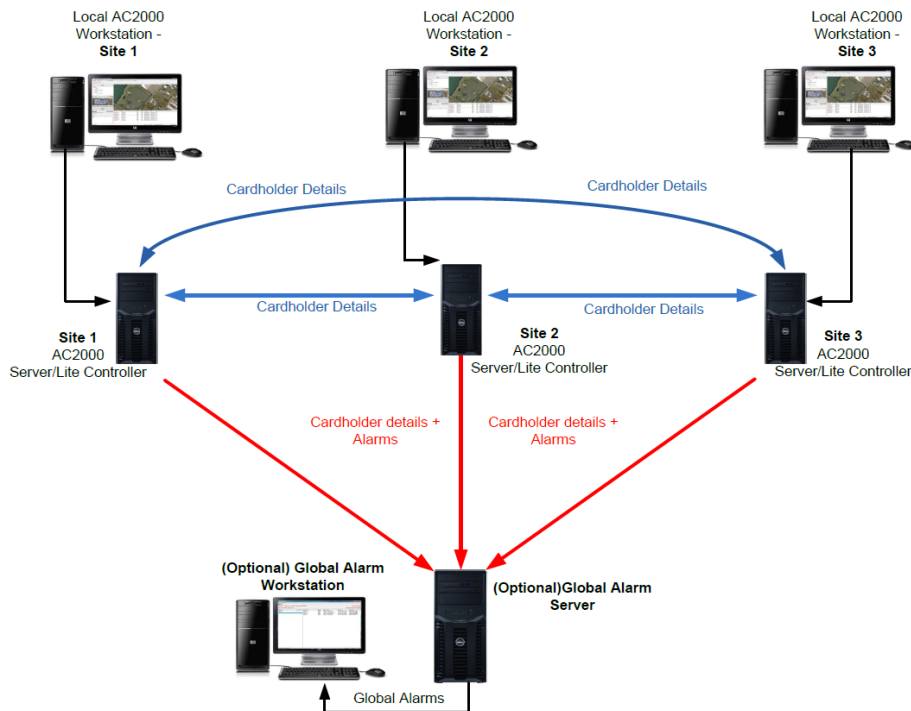 Local AC2000
Workstation -
Site 1
Local AC2000
Workstation -
Site 2
Local AC2000
Workstation -
Site 3
Cardholder Details
Cardholder Details
Cardholder Details
Cardholder Details
Site 1
AC2000
Server/Lite Controller
Site 2
AC2000
Server/Lite Controller
Site 3
AC2000
Server/Lite Controller
Cardholder details +
Alarms
Cardholder details +
Alarms
(Optional) Global Alarm
Workstation
(Optional)Global Alarm
Server
Global Alarms